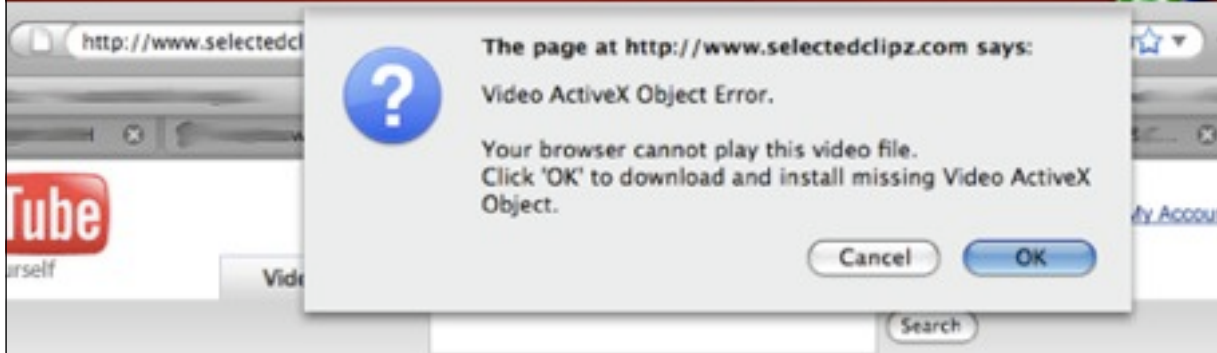 http://www.selectedcl
The page at http://www.selectedclipz.com says:
Video ActiveX Object Error.
Your browser cannot play this video file.
Click 'OK' to download and install missing Video ActiveX
Object.
Cancel OK
Tube
urself
Vide
My Accou
Search